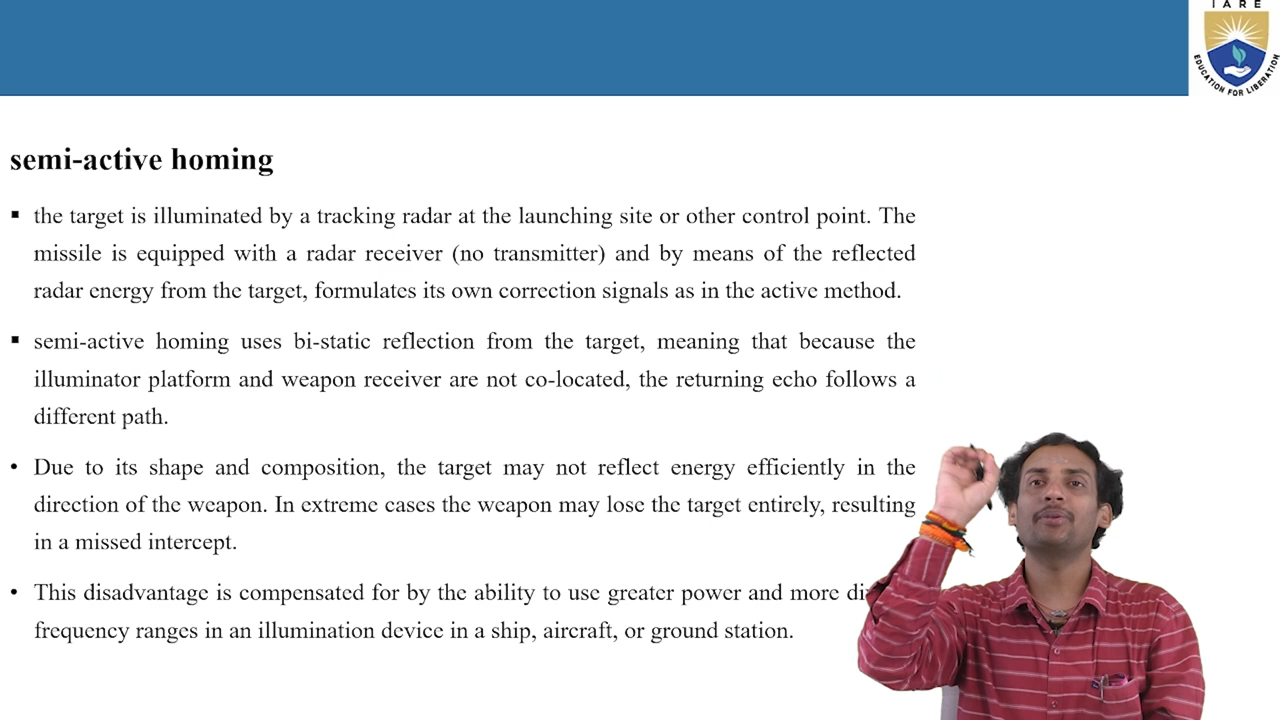 IARE
EDUCATION FOR LIBERATION
semi-active homing
▪ the target is illuminated by a tracking radar at the launching site or other control point. The
missile is equipped with a radar receiver (no transmitter) and by means of the reflected
radar energy from the target, formulates its own correction signals as in the active method.
▪ semi-active homing uses bi-static reflection from the target, meaning that because the
illuminator platform and weapon receiver are not co-located, the returning echo follows a
different path.
• Due to its shape and composition, the target may not reflect energy efficiently in the
direction of the weapon. In extreme cases the weapon may lose the target entirely, resulting
in a missed intercept.
• This disadvantage is compensated for by the ability to use greater power and more
frequency ranges in an illumination device in a ship, aircraft, or ground station.